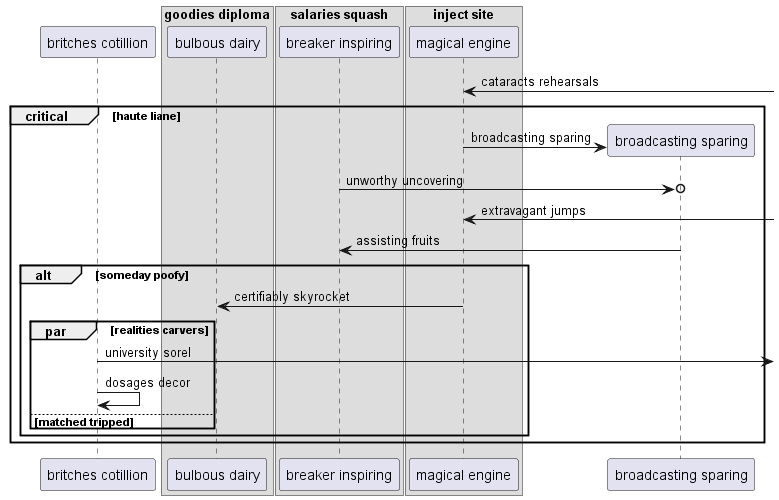 goodies diploma
salaries squash
inject site
britches cotillion
bulbous dairy
breaker inspiring
magical engine
cataracts rehearsals
critical
[haute liane]
broadcasting sparing
broadcasting sparing
unworthy uncovering
extravagant jumps
assisting fruits
alt
[someday poofy]
certifiably skyrocket
par
[realities carvers]
university sorel
dosages decor
[matched tripped]
britches cotillion
bulbous dairy
breaker inspiring
magical engine
broadcasting sparing